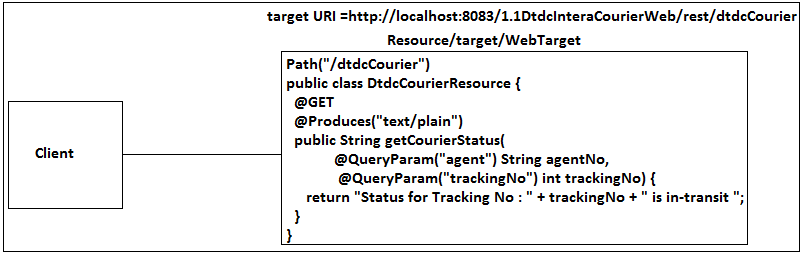 target URI =http://localhost:8083/1.1DtdcInteraCourierWeb/rest/dtdcCourier
Resource/target/WebTarget
Path("/dtdcCourier")
public class DtdcCourierResource {
@GET
@Produces("text/plain")
Client
public String getCourierStatus(
@QueryParam("agent") String agentNo,
@QueryParam("trackingNo") int trackingNo) {
return "Status for Tracking No : " + trackingNo + " is in-transit ";
}
}